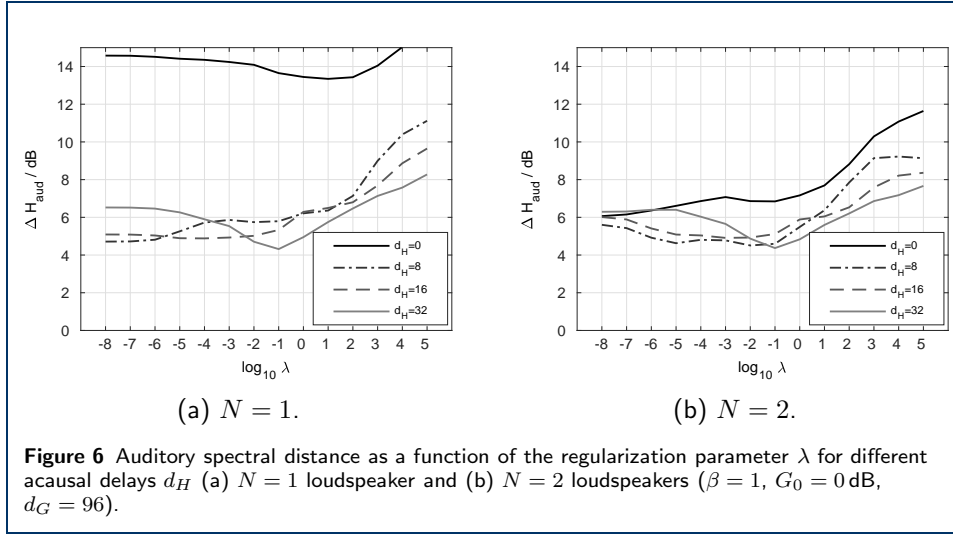 14
12
10
8
6
4
2
0
Δ H_aud / dB
-8 -7 -6 -5 -4 -3 -2 -1 0 1 2 3 4 5
log_10 λ
d_H=0
d_H=8
d_H=16
d_H=32
(a) N = 1.
14
12
10
8
6
4
2
0
Δ H_aud / dB
-8 -7 -6 -5 -4 -3 -2 -1 0 1 2 3 4 5
log_10 λ
d_H=0
d_H=8
d_H=16
d_H=32
(b) N = 2.
Figure 6 Auditory spectral distance as a function of the regularization parameter λ for different
acausal delays d_H (a) N = 1 loudspeaker and (b) N = 2 loudspeakers (β = 1, G_0 = 0 dB,
d_G = 96).